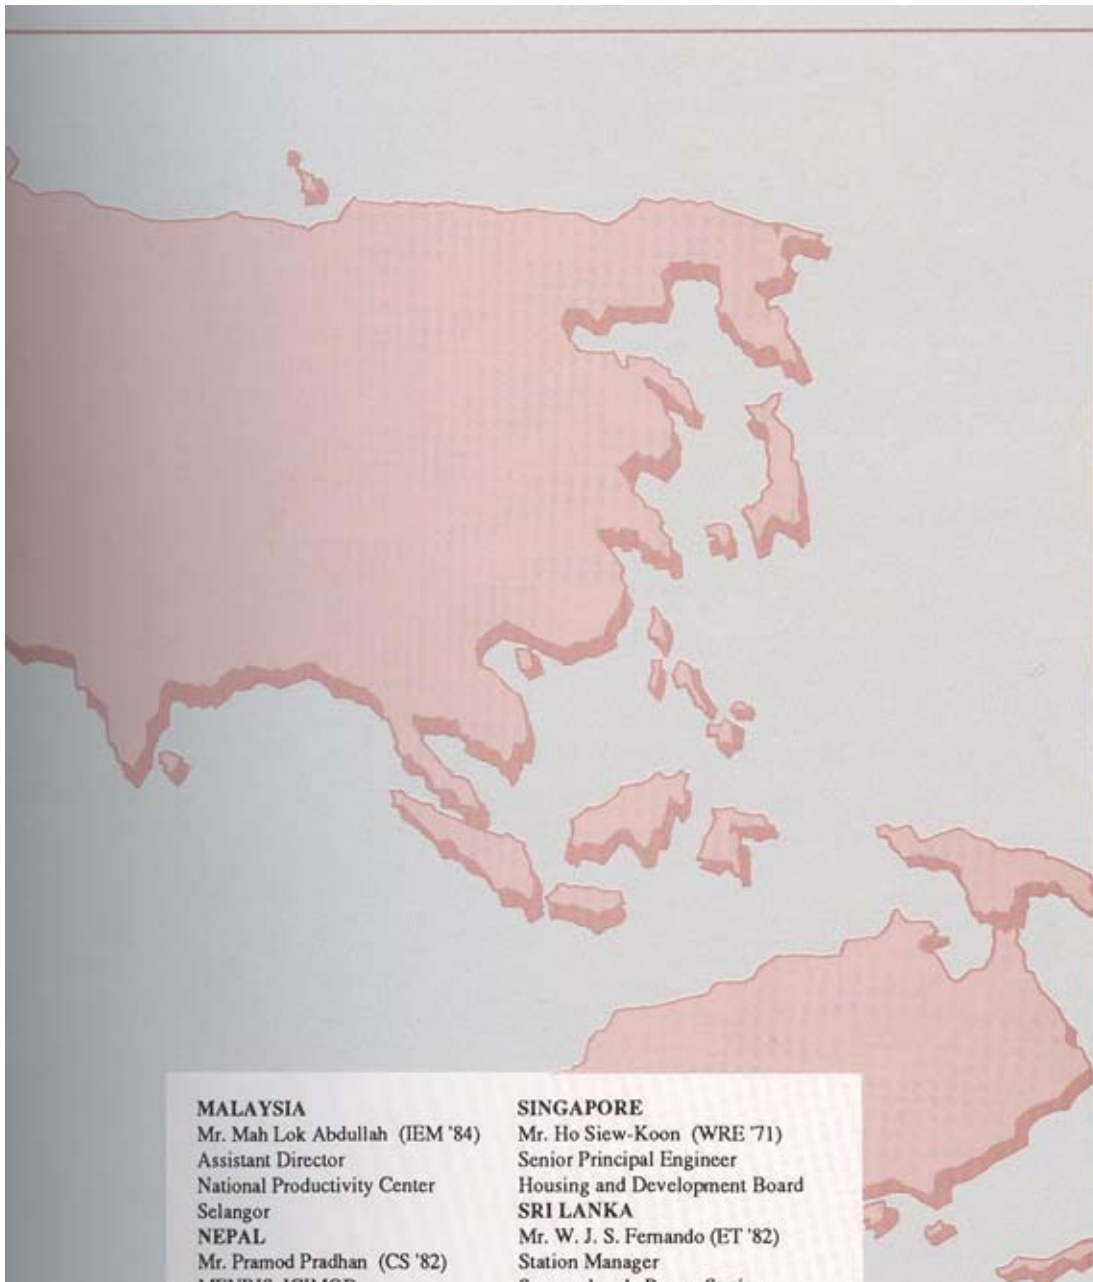 MALAYSIA
Mr. Mah Lok Abdullah (IEM '84)
Assistant Director
National Productivity Center
Selangor
NEPAL
Mr. Pramod Pradhan (CS '82)
SINGAPORE
Mr. Ho Siew-Koon (WRE '71)
Senior Principal Engineer
Housing and Development Board
SRI LANKA
Mr. W. J. S. Fernando (ET '82)
Station Manager